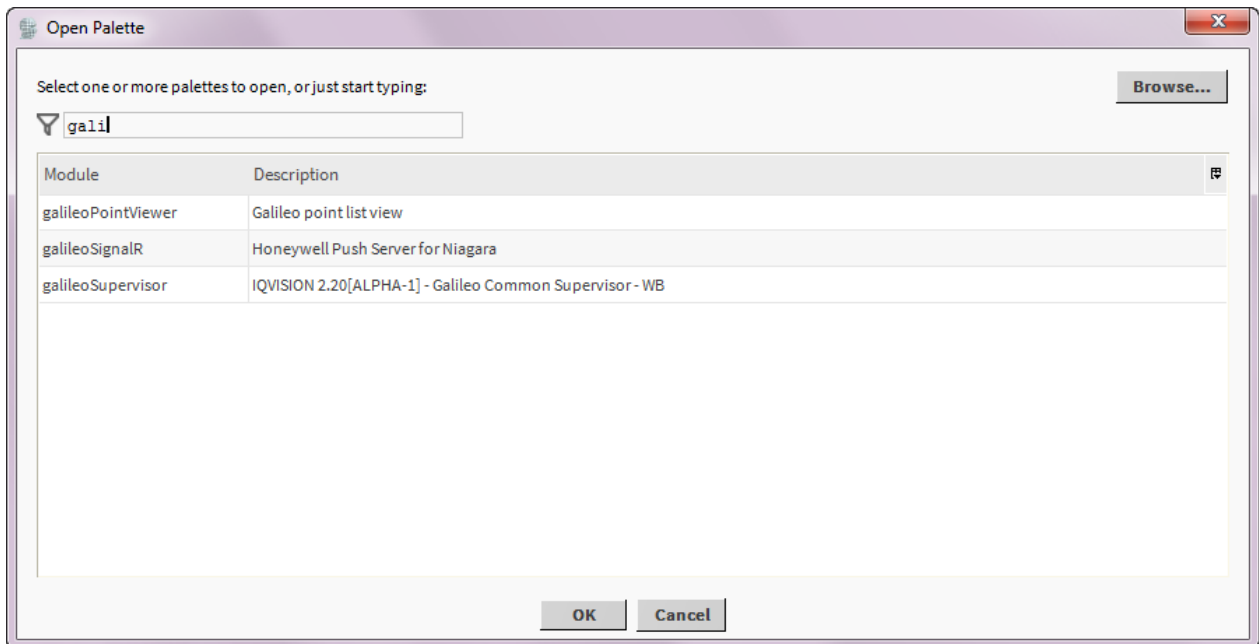 Open Palette
x
Select one or more palettes to open, or just start typing:
Browse...
gali
Module Description
galileoPointViewer Galileo point list view
galileoSignalR Honeywell Push Server for Niagara
galileoSupervisor IQVISION 2.20[ALPHA-1] - Galileo Common Supervisor - WB
OK Cancel